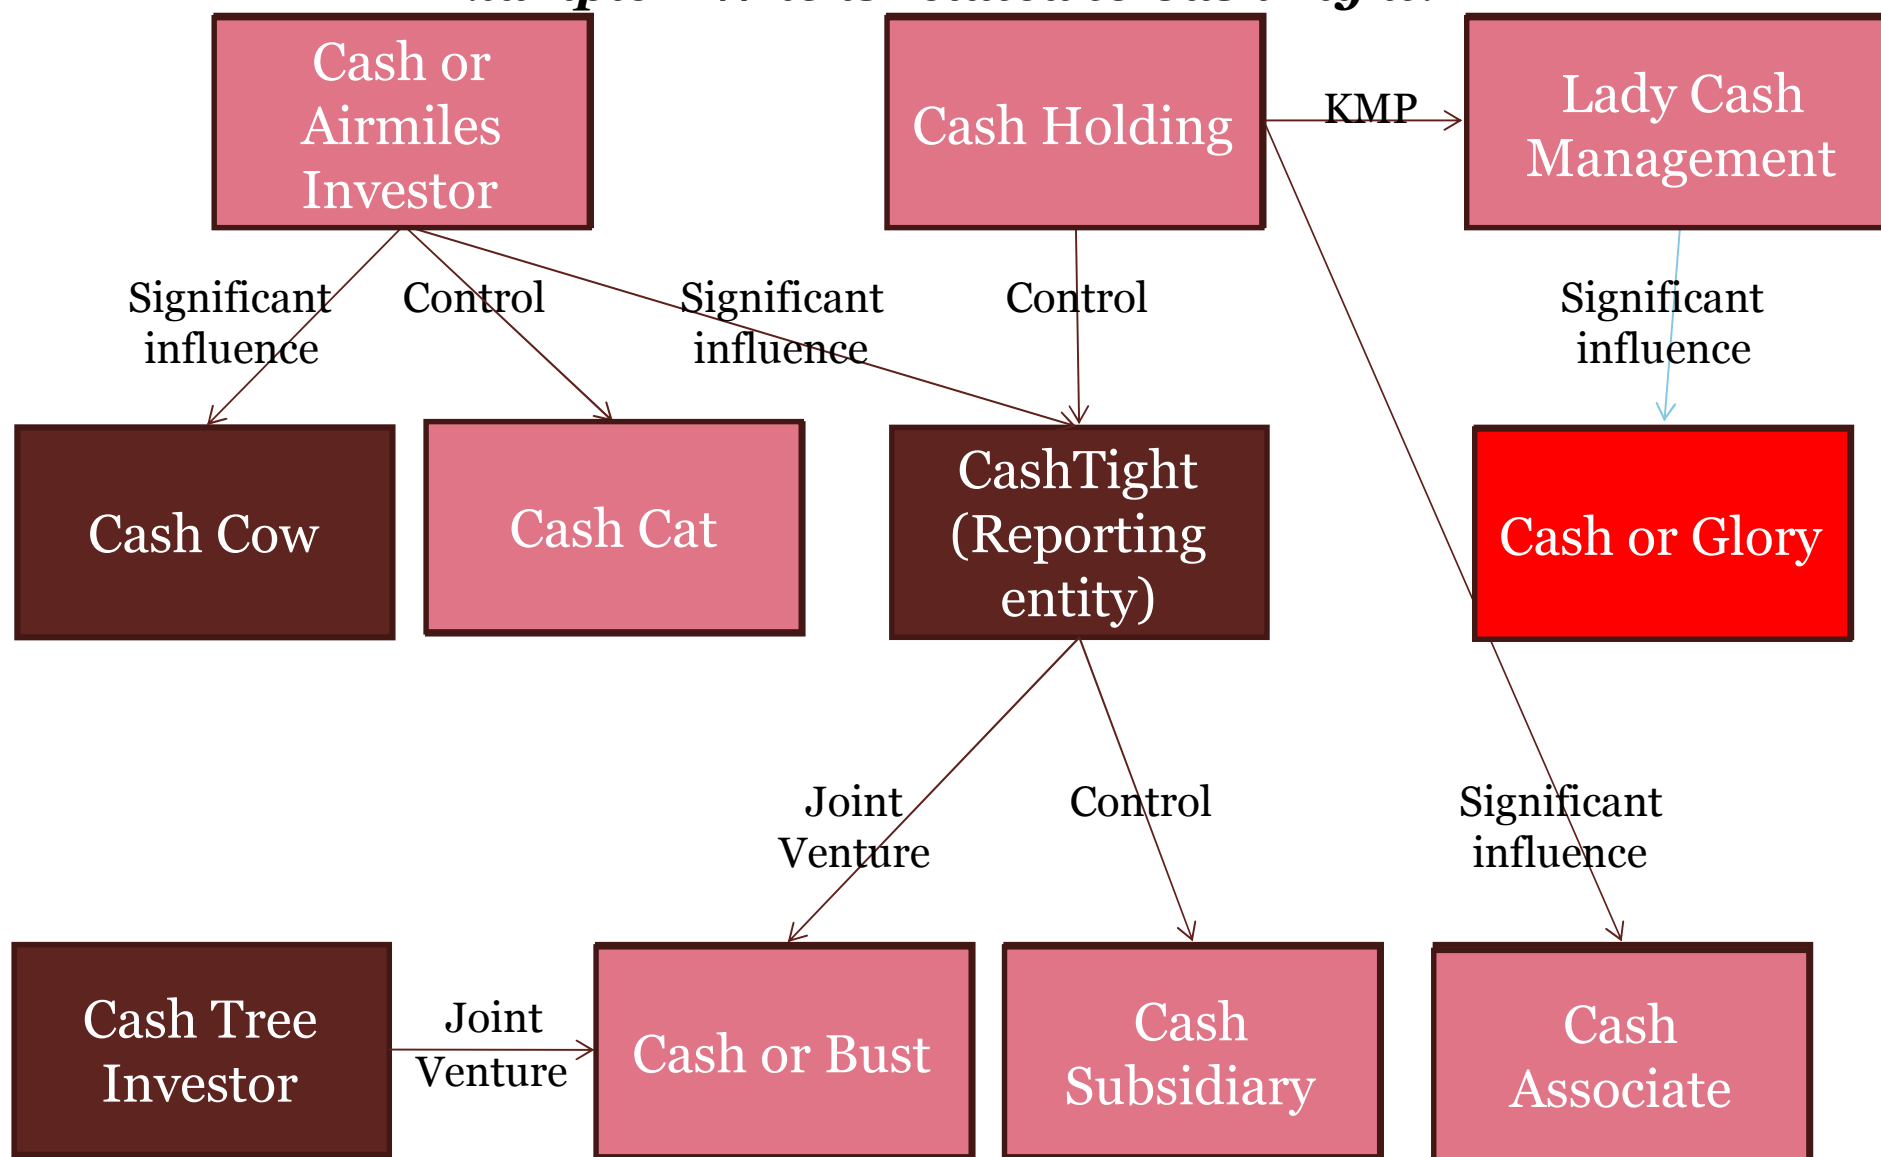 Cash or
Airmiles
Investor
Cash Holding
KMP
Lady Cash
Management
Significant
influence
Control
Significant
influence
Control
Significant
influence
Cash Cow
Cash Cat
CashTight
(Reporting
entity)
Cash or Glory
Joint
Venture
Control
Significant
influence
Cash Tree
Investor
Joint
Venture
Cash or Bust
Cash
Subsidiary
Cash
Associate